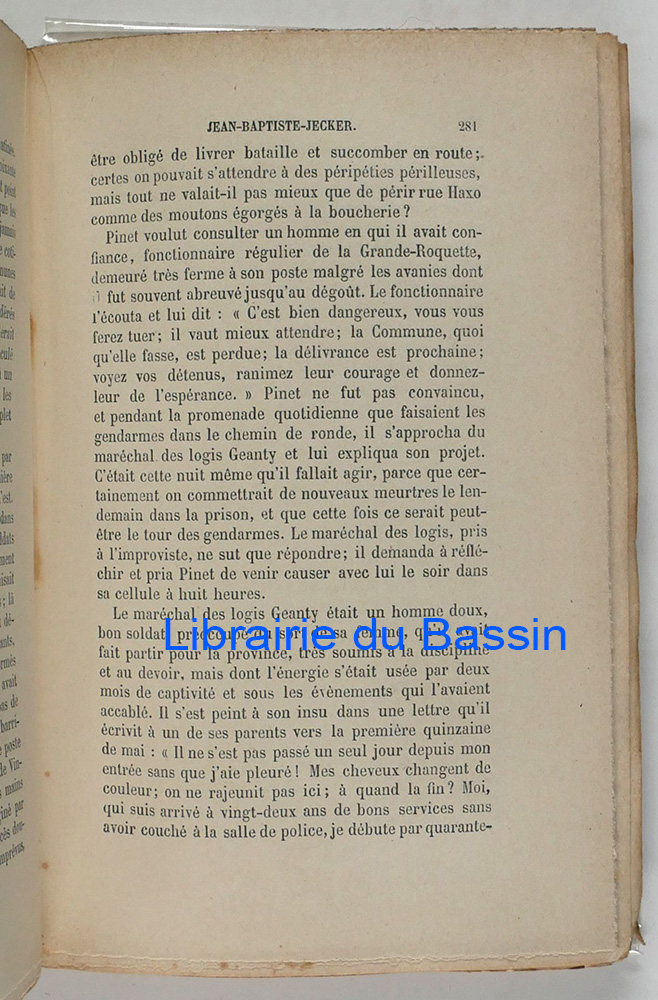 JEAN-BAPTISTE-JECKER. 281
être obligé de livrer bataille et succomber en route;
certes on pouvait s'attendre à des péripéties périlleuses,
mais tout ne valait-il pas mieux que de périr rue Haxo
comme des moutons égorgés à la boucherie?
Pinet voulut consulter un homme en qui il avait con-
fiance, fonctionnaire régulier de la Grande-Roquette,
demeuré très ferme à son poste malgré les avanies dont
il fut souvent abreuvé jusqu'au dégoût. Le fonctionnaire
l'écouta et lui dit : « C'est bien dangereux, vous vous
ferez tuer; il vaut mieux attendre; la Commune, quoi
qu'elle fasse, est perdue; la délivrance est prochaine;
voyez vos détenus, ranimez leur courage et donnez-
leur de l'espérance. » Pinet ne fut pas convaincu,
et pendant la promenade quotidienne que faisaient les
gendarmes dans le chemin de ronde, il s'approcha du
maréchal des logis Geanty et lui expliqua son projet.
C'était cette nuit même qu'il fallait agir, parce que cer-
tainement on commettrait de nouveaux meurtres le len-
demain dans la prison, et que cette fois ce serait peut-
être le tour des gendarmes. Le maréchal des logis, pris
à l'improviste, ne sut que répondre; il demanda à réflé-
chir et pria Pinet de venir causer avec lui le soir dans
sa cellule à huit heures.
Le maréchal des logis Geanty était un homme doux,
bon soldat, préoccupé du sort de sa femme, qu'il avait
Librairie du Bassin
fait partir pour la province, très soumis à la discipline
et au devoir, mais dont l'énergie s'était usée par deux
mois de captivité et sous les évènements qui l'avaient
accablé. Il s'est peint à son insu dans une lettre qu'il
écrivit à un de ses parents vers la première quinzaine
de mai : « Il ne s'est pas passé un seul jour depuis mon
entrée sans que j'aie pleuré! Mes cheveux changent de
couleur; on ne rajeunit pas ici; à quand la fin? Moi,
qui suis arrivé à vingt-deux ans de bons services sans
avoir couché à la salle de police, je débute par quarante-